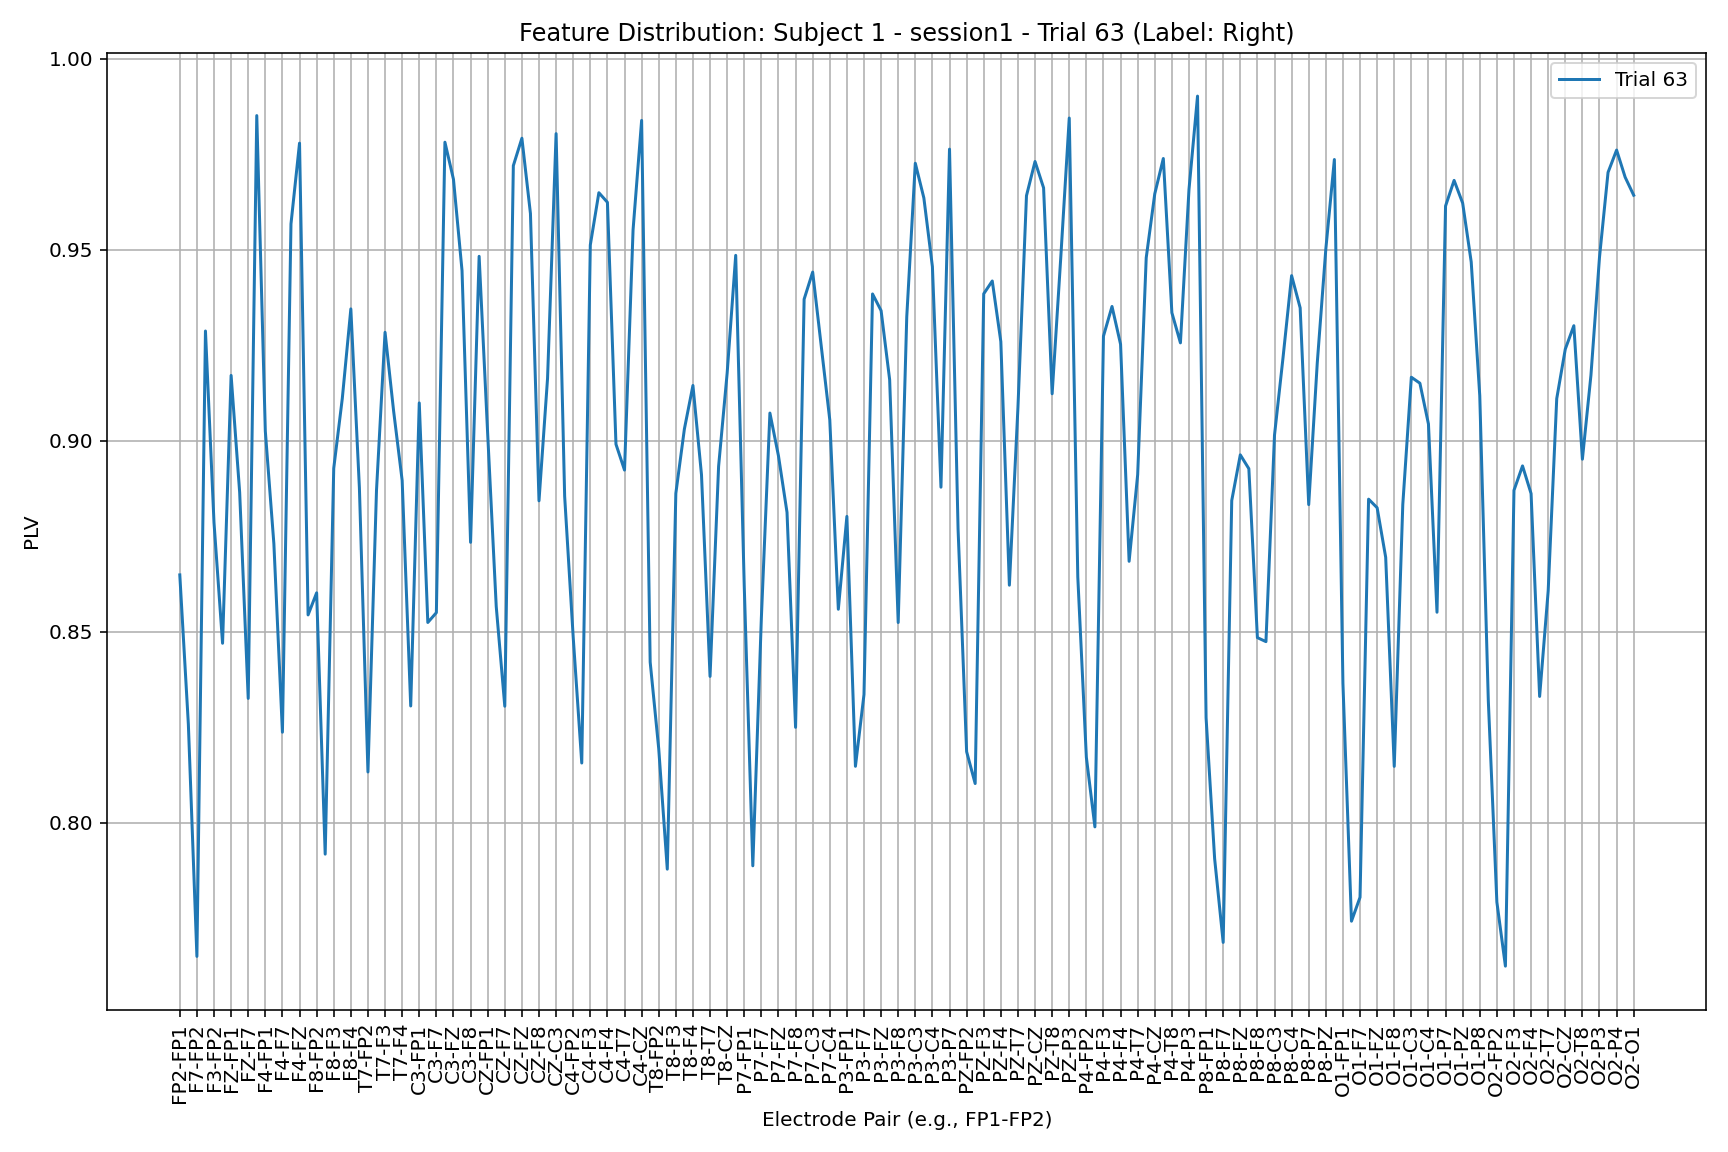 Feature Distribution: Subject 1 - session1 - Trial 63 (Label: Right)
Trial 63
1.00
0.95
0.90
0.85
0.80
PLV
FP2-FP1
F7-FP2
F3-FP2
FZ-FP1
FZ-F7
F4-FP1
F4-F7
F4-FZ
F8-FP2
F8-F3
F8-F4
T7-FP2
T7-F3
T7-F4
C3-FP1
C3-F7
C3-FZ
C3-F8
CZ-FP1
CZ-F7
CZ-FZ
CZ-F8
CZ-C3
C4-FP2
C4-F3
C4-F4
C4-T7
C4-CZ
T8-FP2
T8-F3
T8-F4
T8-T7
T8-CZ
P7-FP1
P7-F7
P7-FZ
P7-F8
P7-C3
P7-C4
P3-FP1
P3-F7
P3-FZ
P3-F8
P3-C3
P3-C4
P3-P7
PZ-FP2
PZ-F3
PZ-F4
PZ-T7
PZ-CZ
PZ-T8
PZ-P3
P4-FP2
P4-F3
P4-F4
P4-T7
P4-CZ
P4-T8
P4-P3
P8-FP1
P8-F7
P8-FZ
P8-F8
P8-C3
P8-C4
P8-P7
P8-PZ
O1-FP1
O1-F7
O1-FZ
O1-F8
O1-C3
O1-C4
O1-P7
O1-PZ
O1-P8
O2-FP2
O2-F3
O2-F4
O2-T7
O2-CZ
O2-T8
O2-P3
O2-P4
O2-O1
Electrode Pair (e.g., FP1-FP2)